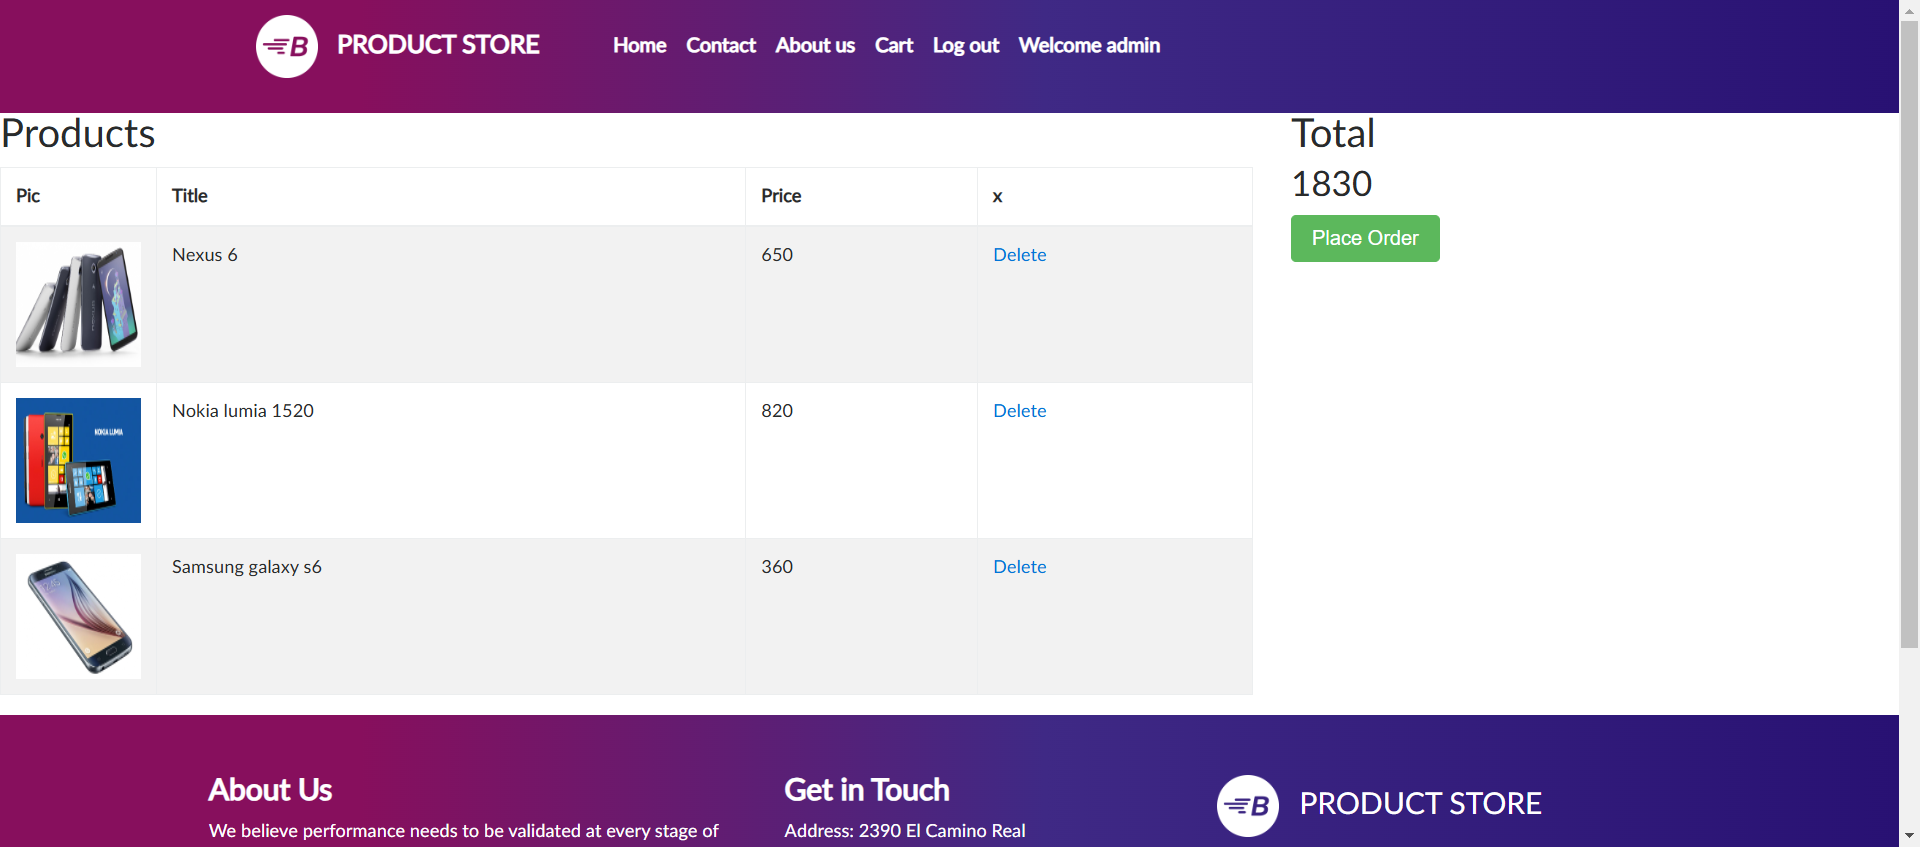 B PRODUCT STORE Home Contact About us Cart Log out Welcome admin
Products
Pic Title Price x
Nexus 6 650 Delete
NOKIA LUMIA
Nokia lumia 1520 820 Delete
Samsung galaxy s6 360 Delete
Total
1830
Place Order
About Us
We believe performance needs to be validated at every stage of
Get in Touch
Address: 2390 El Camino Real
B PRODUCT STORE